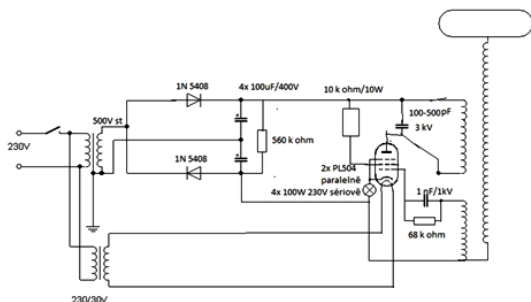 1N 5408
4x 100uF/400V
10 k ohm/10W
500V st
100-500pF
3 kV
230V
560 k ohm
1N 5408
2x PL504
paralelně
4x 100W 230V sériově
1 nF/1kV
68 k ohm
230/30V